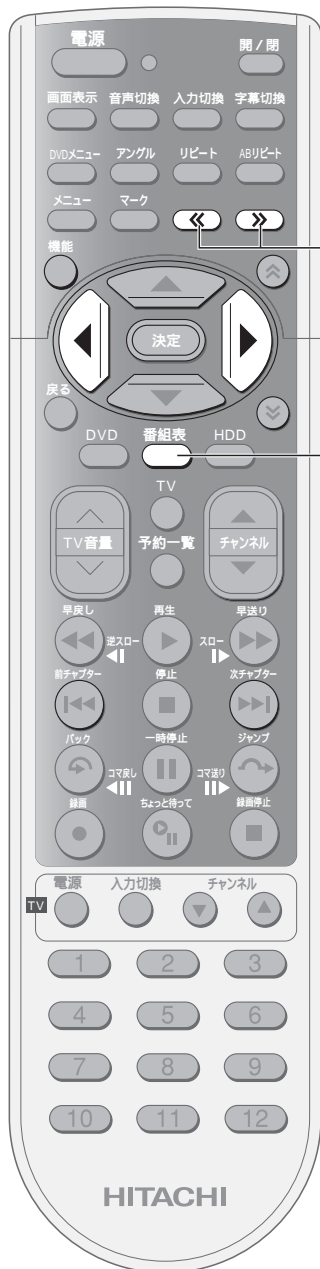 電源
開/閉
画面表示 音声切換 入力切換 字幕切換
DVDメニュー アングル リピート ABリピート
メニュー マーク
機能
決定
戻る
DVD 番組表 HDD
TV
TV音量 予約一覧 チャンネル
早戻し 再生 早送り
逆スロー スロー
前チャプター 停止 次チャプター
バック 一時停止 ジャンプ
コマ戻し コマ送り
録画 ちょっと待って 録画停止
電源 入力切換 チャンネル
TV
1 2 3
4 5 6
7 8 9
10 11 12
HITACHI